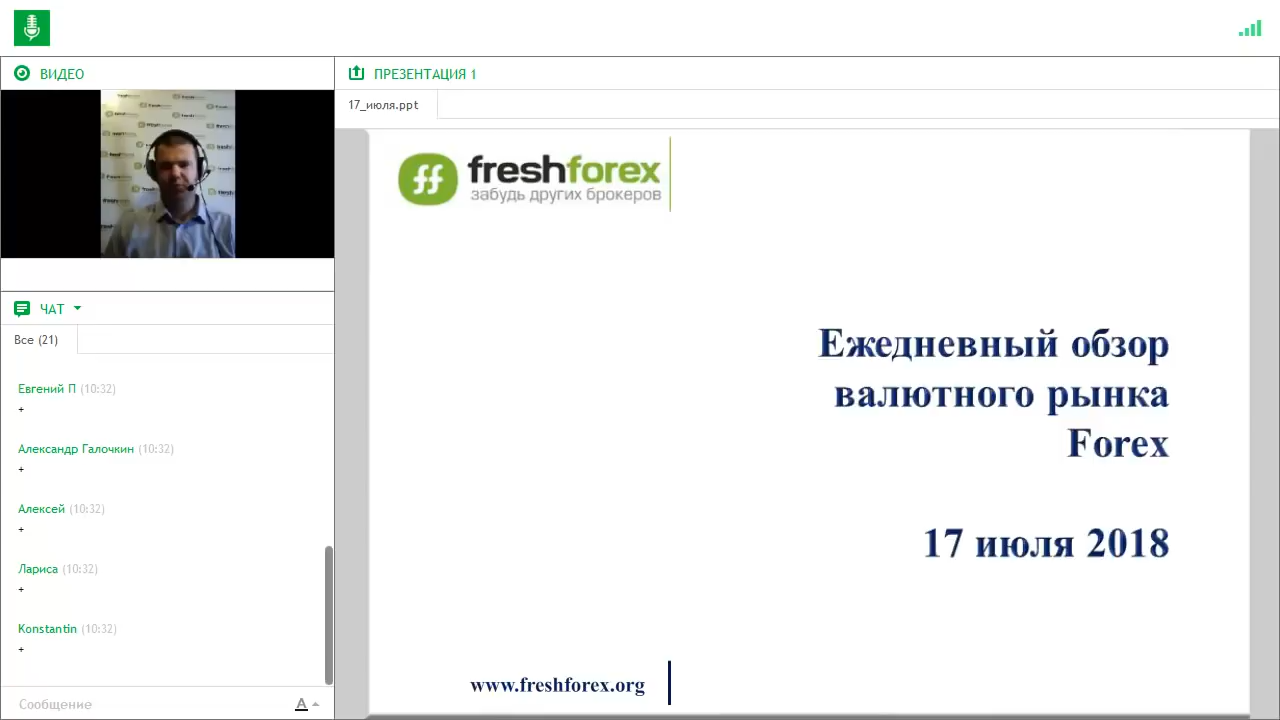 ВИДЕО
ЧАТ
Все (21)
Евгений П (10:32)
+
Александр Галочкин (10:32)
+
Алексей (10:32)
+
Лариса (10:32)
+
Konstantin (10:32)
+
Сообщение
A
ПРЕЗЕНТАЦИЯ 1
17_июля.ppt
ff freshforex
забудь других брокеров
Ежедневный обзор
валютного рынка
Forex
17 июля 2018
www.freshforex.org